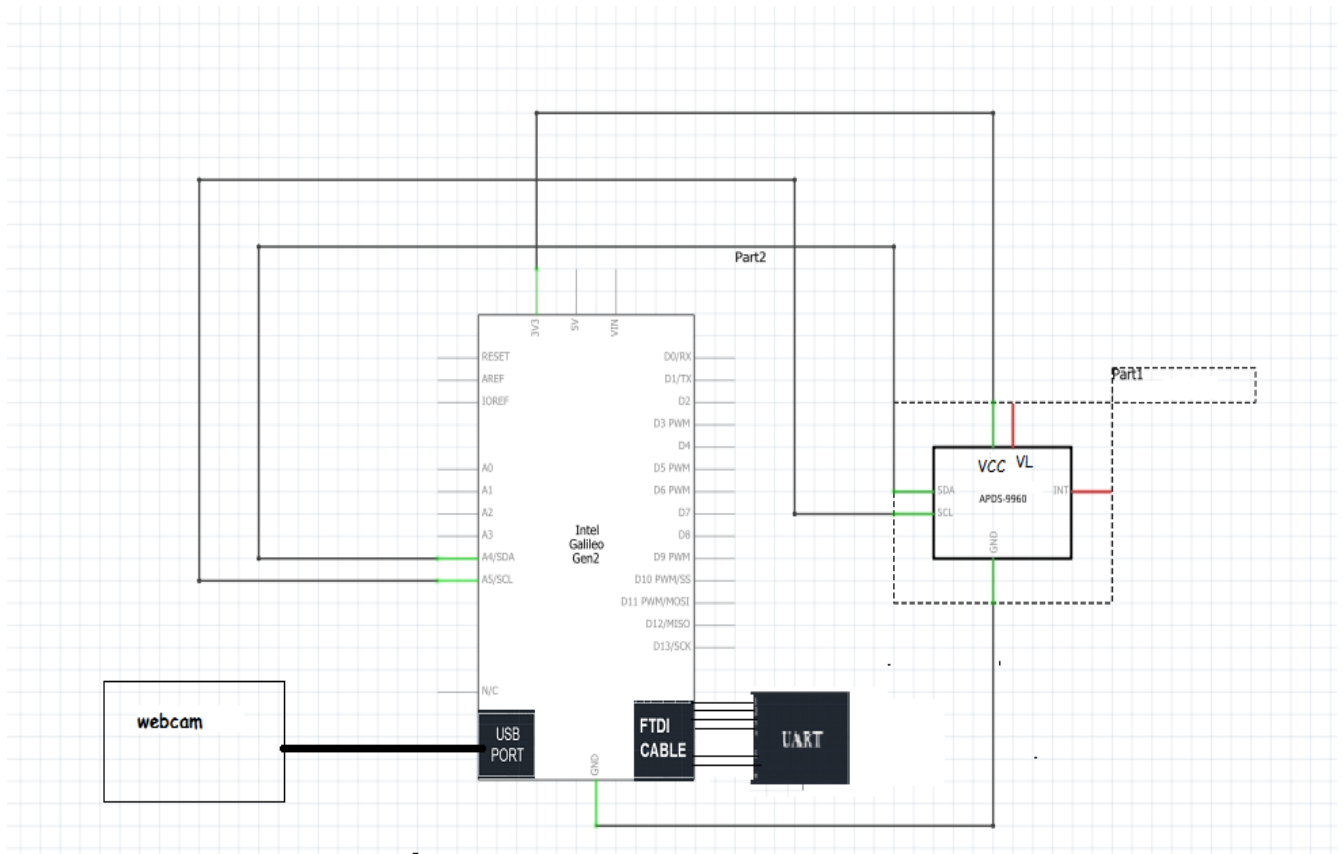 Part2
3V3
5V
VIN
RESET
AREF
IOREF
A0
A1
A2
A3
A4/SDA
A5/SCL
N/C
D0/RX
D1/TX
D2
D3 PWM
D4
D5 PWM
D6 PWM
D7
D8
D9 PWM
D10 PWM/SS
D11 PWM/MOSI
D12/MISO
D13/SCK
Intel
Galileo
Gen2
GND
Part1
VCC
VL
SDA
SCL
INT
APDS-9960
GND
webcam
USB
PORT
FTDI
CABLE
UART